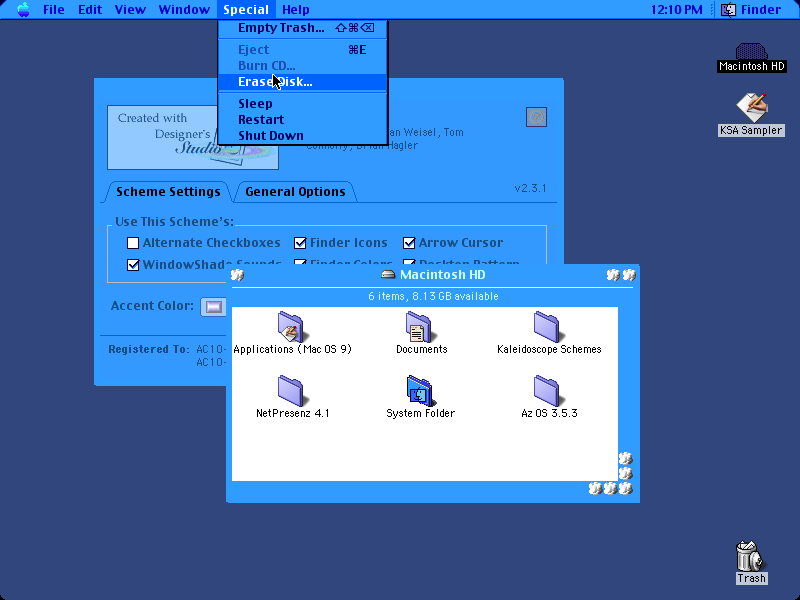 File Edit View Window Special Help 12:10 PM Finder
Empty Trash... ⇧⌘⌫
Eject ⌘E
Burn CD...
Erase Disk...
Sleep
Restart
Shut Down
Macintosh HD
KSA Sampler
Created with
Designer's
Studio
Weisel, Tom
Connolly, Brian Hagler
Scheme Settings General Options v2.3.1
Use This Scheme's:
Alternate Checkboxes Finder Icons Arrow Cursor
WindowShade Sounds Finder Colors Desktop Pattern
Accent Color:
Registered To: AC10-
AC10-
Macintosh HD
6 items, 8.13 GB available
Applications (Mac OS 9) Documents Kaleidoscope Schemes
NetPresenz 4.1 System Folder Az OS 3.5.3
Trash